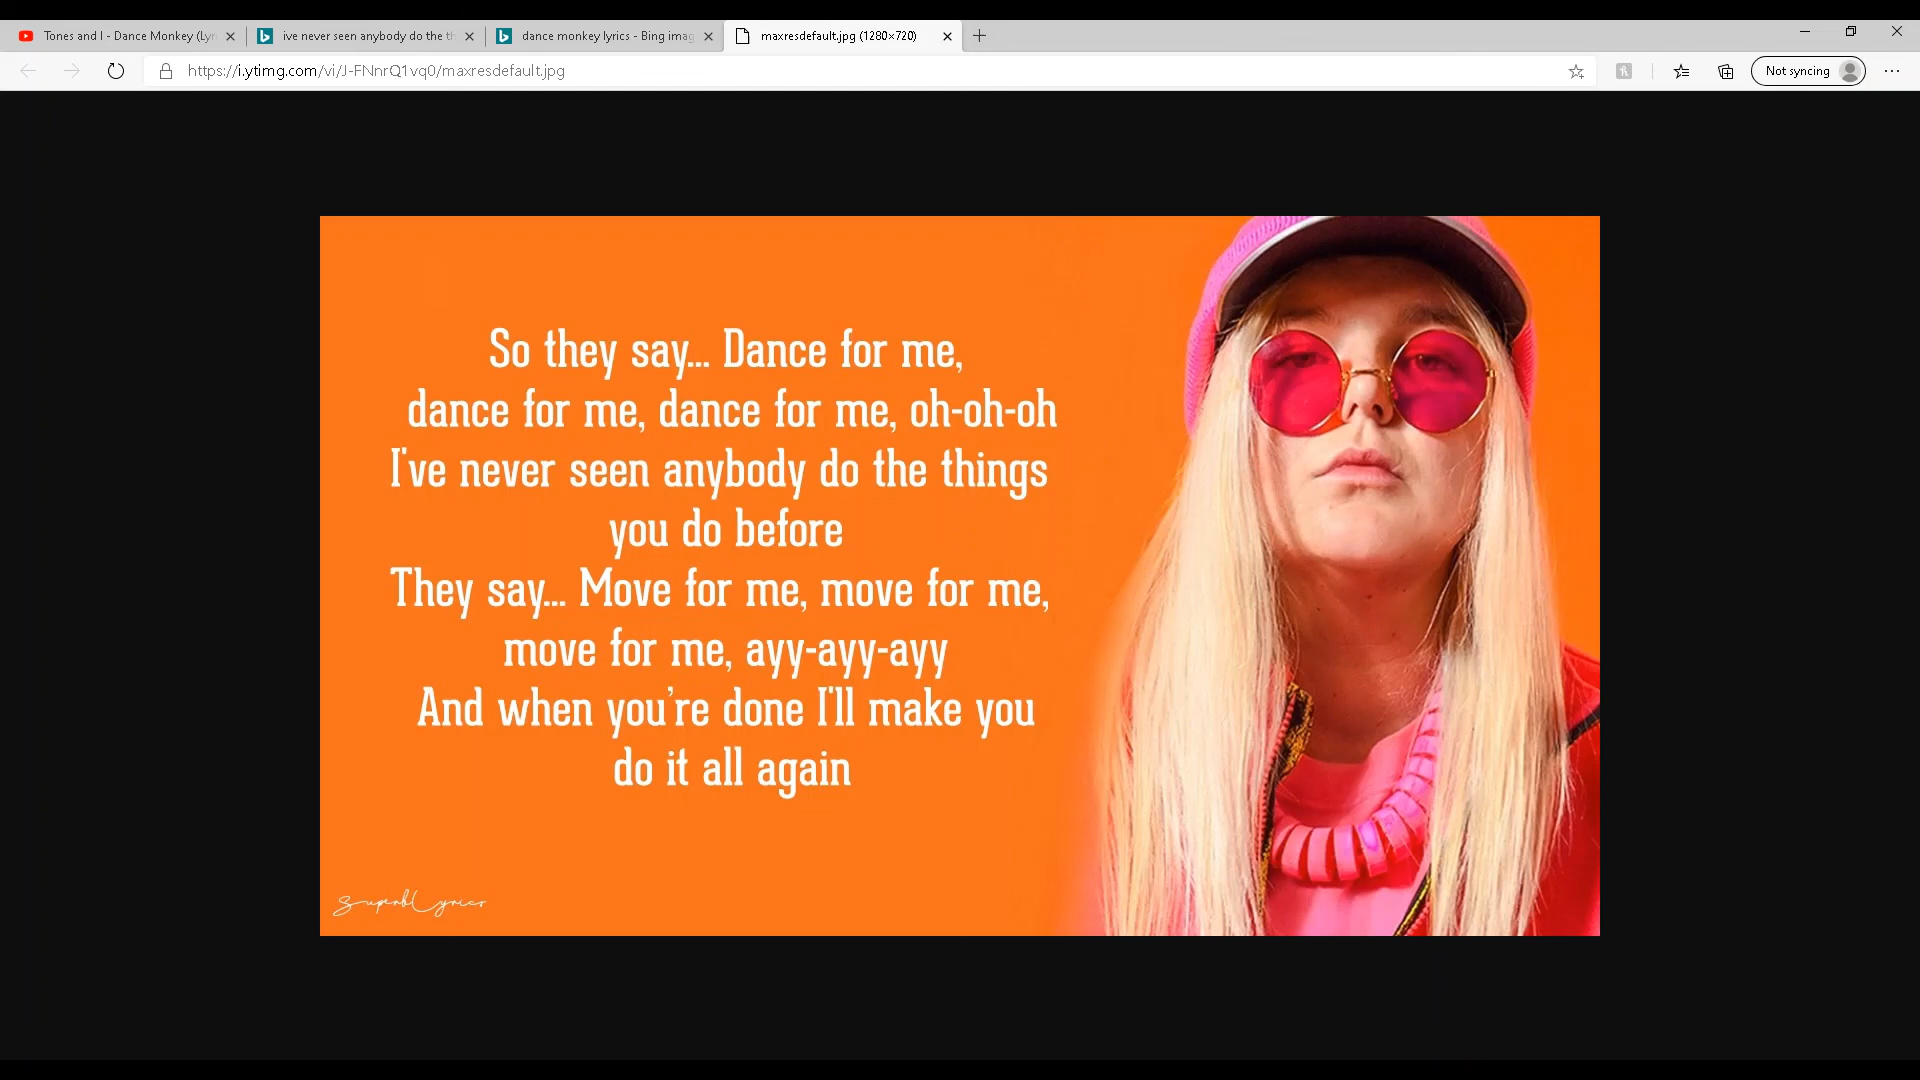 Tones and I - Dance Monkey (Lyr
ive never seen anybody do the th
dance monkey lyrics - Bing imag
maxresdefault.jpg (1280×720)
https://i.ytimg.com/vi/J-FNnrQ1vq0/maxresdefault.jpg
Not syncing
So they say... Dance for me,
dance for me, dance for me, oh-oh-oh
I've never seen anybody do the things
you do before
They say... Move for me, move for me,
move for me, ayy-ayy-ayy
And when you’re done I'll make you
do it all again
SuperbLyrics